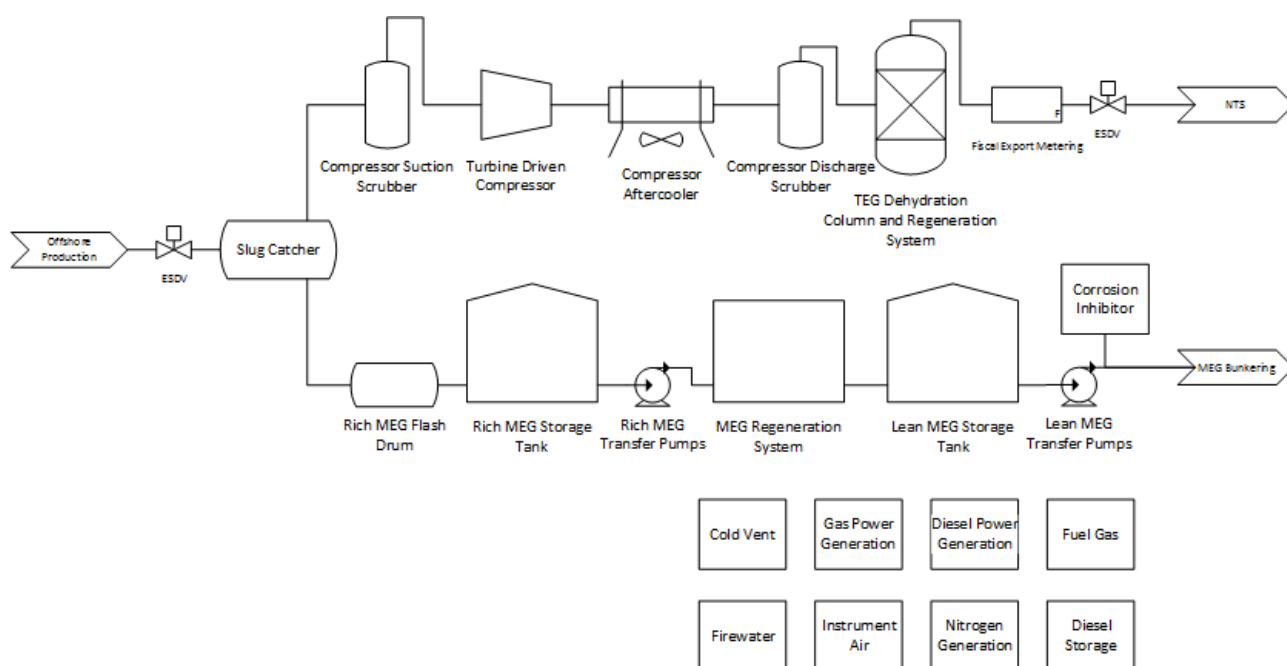 Compressor Suction
Scrubber
Turbine Driven
Compressor
Compressor
Aftercooler
Compressor Discharge
Scrubber
TEG Dehydration
Column and Regeneration
System
F
Fiscal Export Metering
ESDV
NTS
Offshore
Production
ESDV
Slug Catcher
Rich MEG Flash
Drum
Rich MEG Storage
Tank
Rich MEG
Transfer Pumps
MEG Regeneration
System
Lean MEG Storage
Tank
Lean MEG
Transfer Pumps
Corrosion
Inhibitor
MEG Bunkering
Cold Vent
Gas Power
Generation
Diesel Power
Generation
Fuel Gas
Firewater
Instrument
Air
Nitrogen
Generation
Diesel
Storage